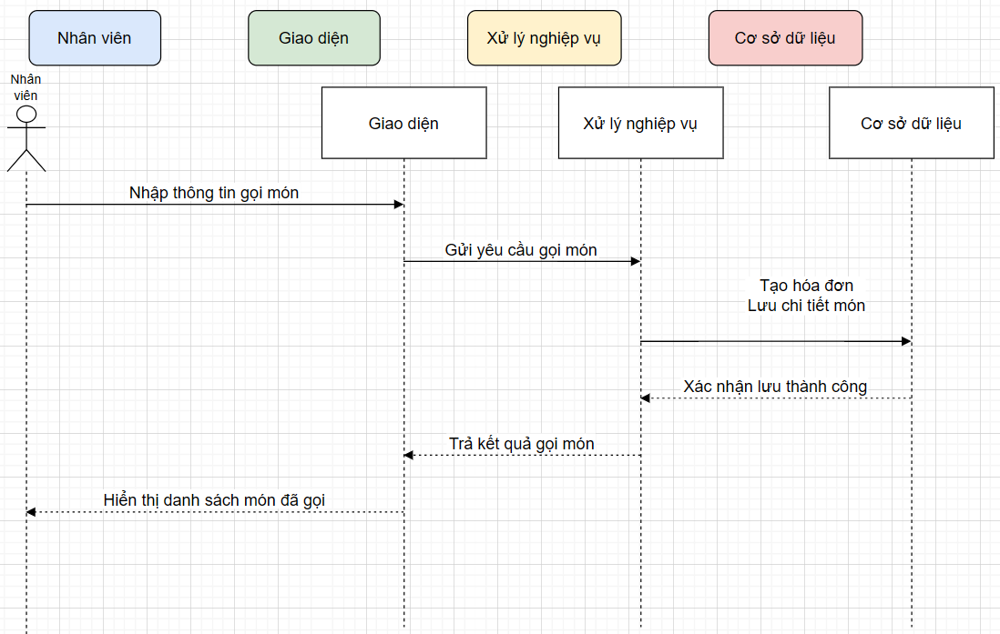 Nhân viên
Giao diện
Xử lý nghiệp vụ
Cơ sở dữ liệu
Nhân
viên
Giao diện
Xử lý nghiệp vụ
Cơ sở dữ liệu
Nhập thông tin gọi món
Gửi yêu cầu gọi món
Tạo hóa đơn
Lưu chi tiết món
Xác nhận lưu thành công
Trả kết quả gọi món
Hiển thị danh sách món đã gọi